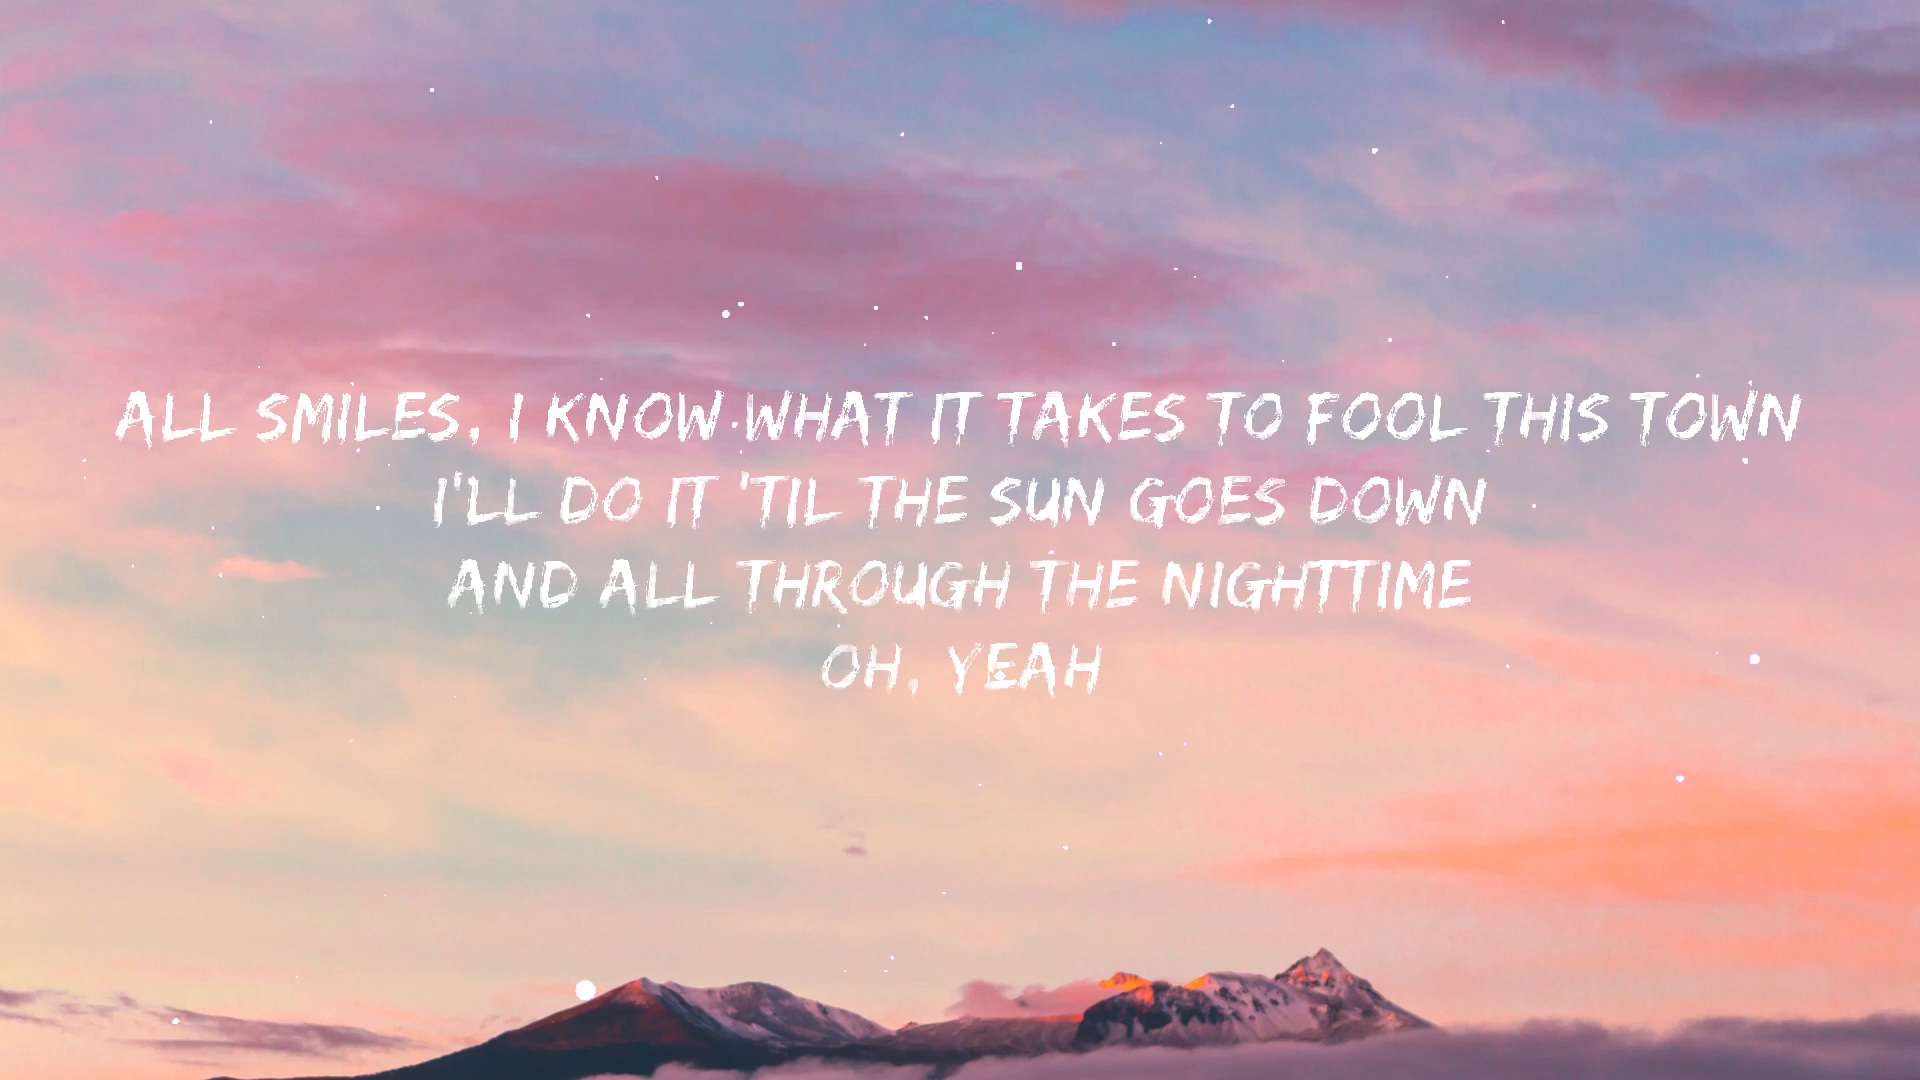 ALL SMILES, I KNOW WHAT IT TAKES TO FOOL THIS TOWN
I'LL DO IT 'TIL THE SUN GOES DOWN
AND ALL THROUGH THE NIGHTTIME
OH, YEAH